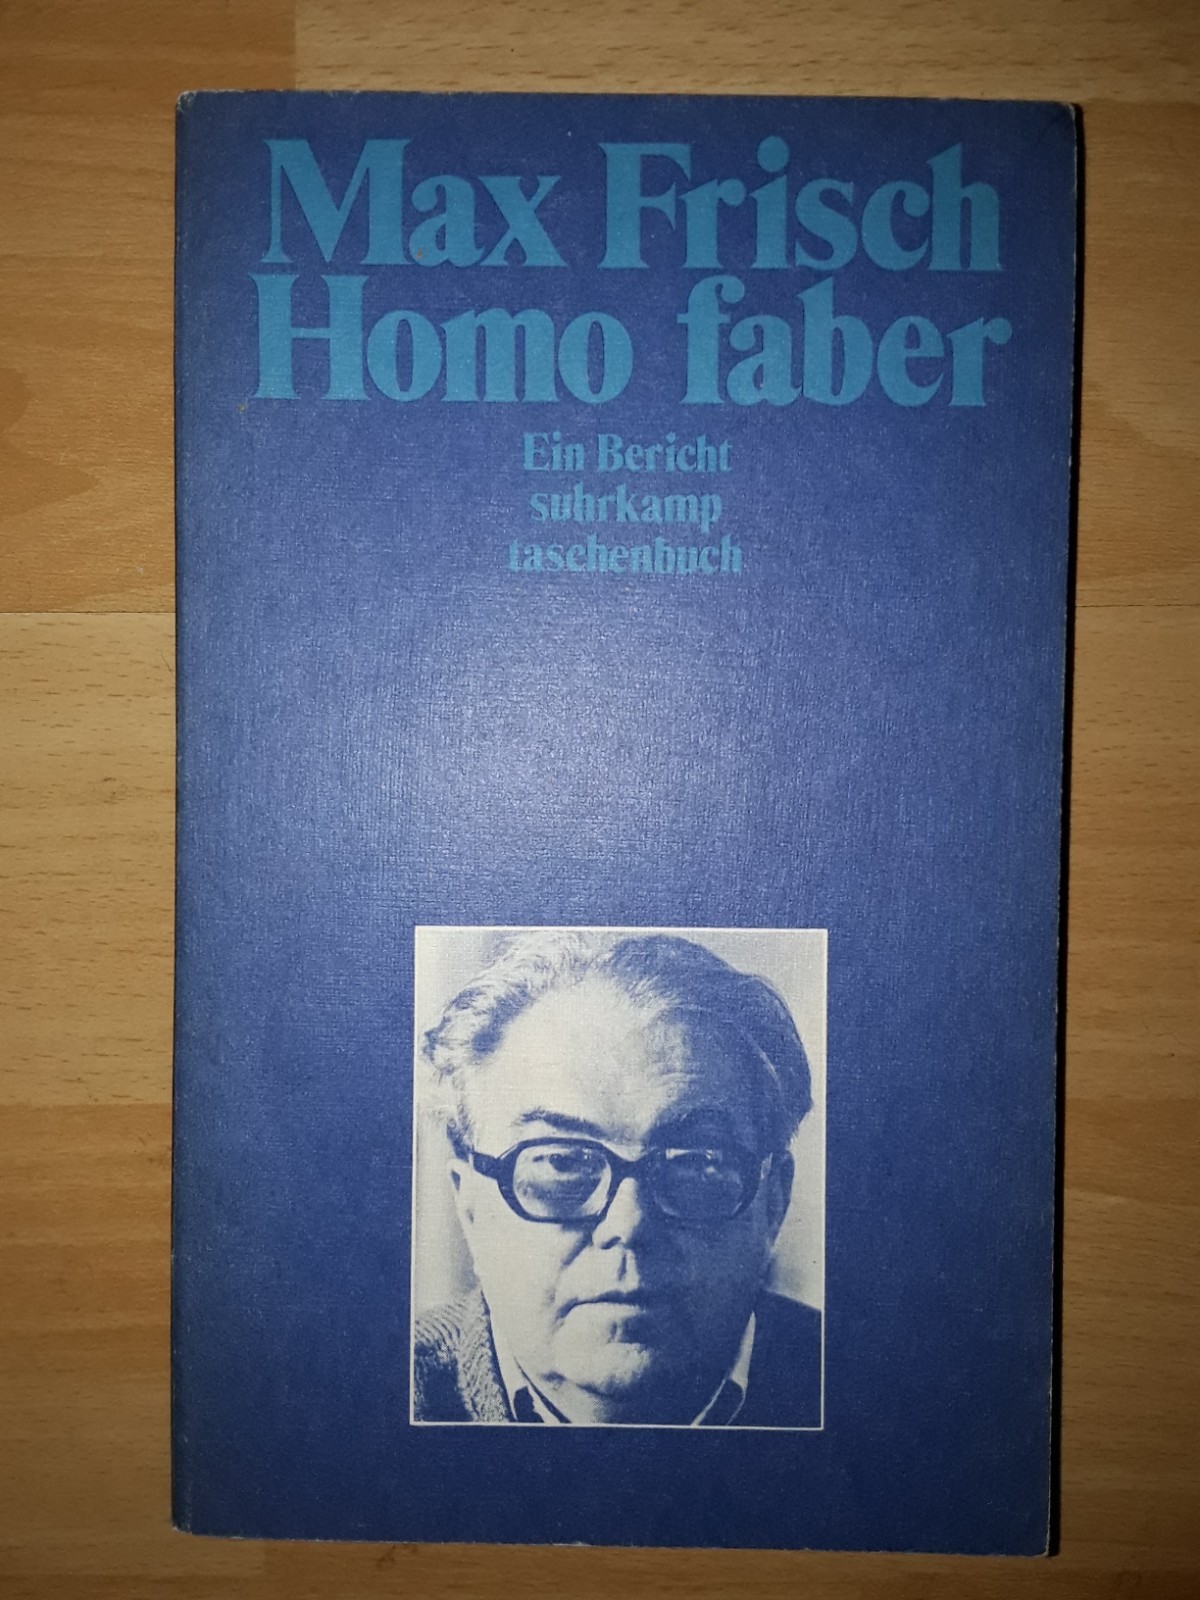 Max Frisch
Homo faber
Ein Bericht
suhrkamp
taschenbuch